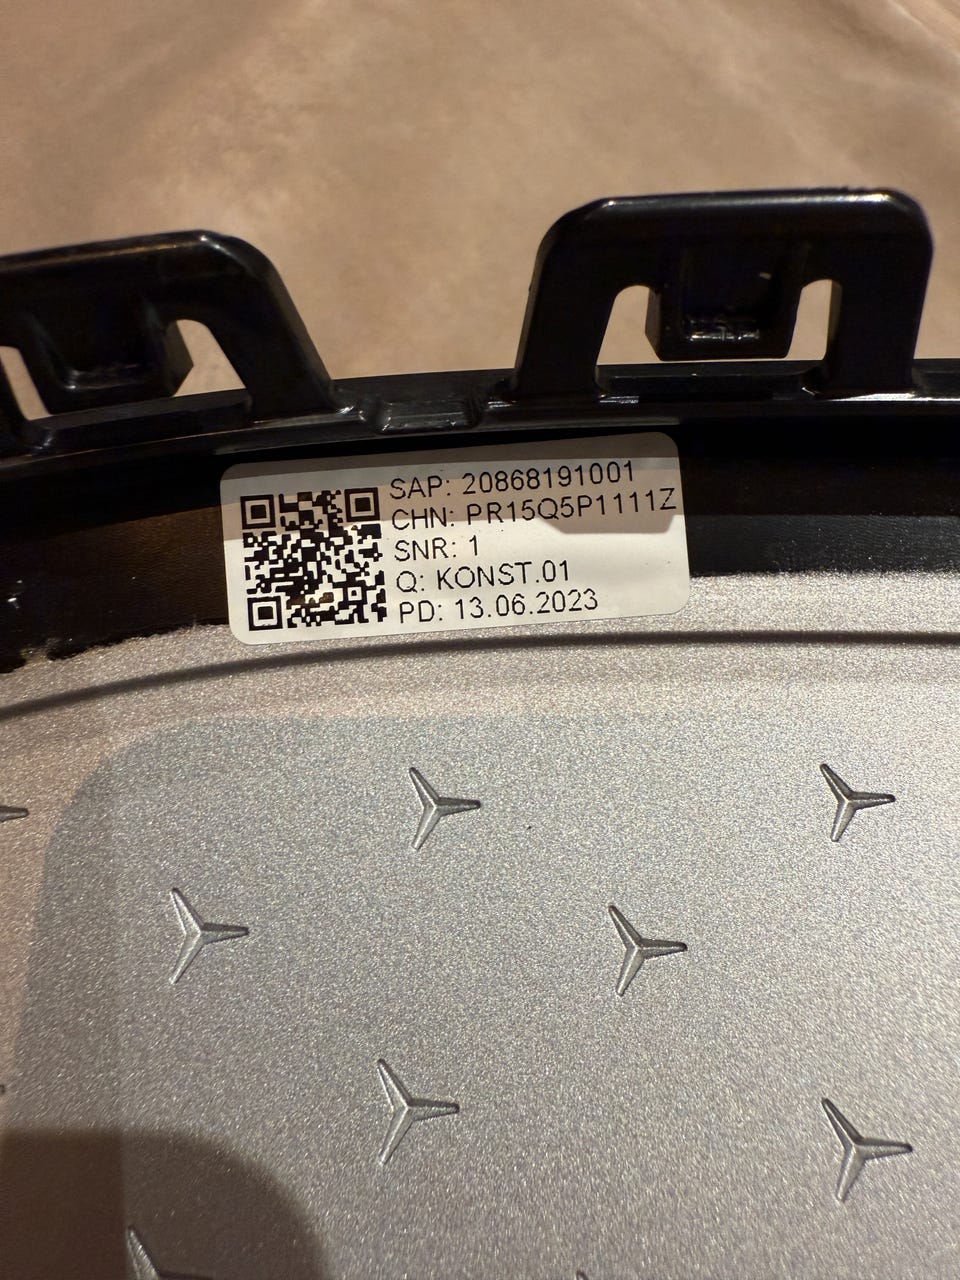 SAP: 20868191001
CHN: PR15Q5P1111Z
SNR: 1
Q: KONST.01
PD: 13.06.2023